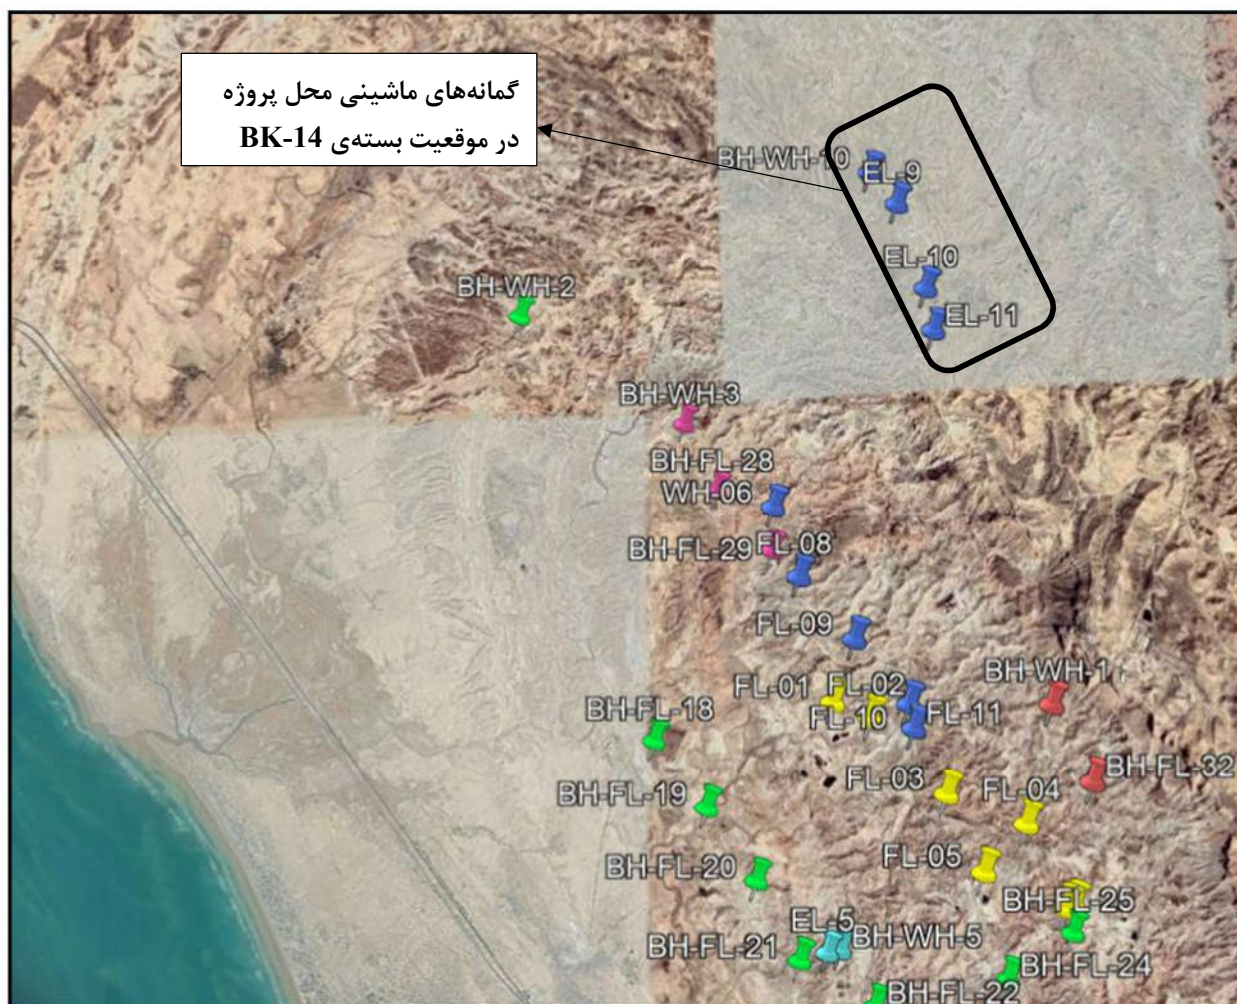 گمانه‌های ماشینی محل پروژه
در موقعیت بسته‌ی BK-14
BH-WH-10
EL-9
EL-10
BH-WH-2
EL-11
BH-WH-3
BH-FL-28
WH-06
BH-FL-29
FL-08
FL-09
BH-WH-1
FL-01
FL-02
BH-FL-18
FL-10
FL-11
BH-FL-32
FL-03
FL-04
BH-FL-19
FL-05
BH-FL-20
BH-FL-25
EL-5
BH-FL-21
BH-WH-5
BH-FL-24
BH-FL-22